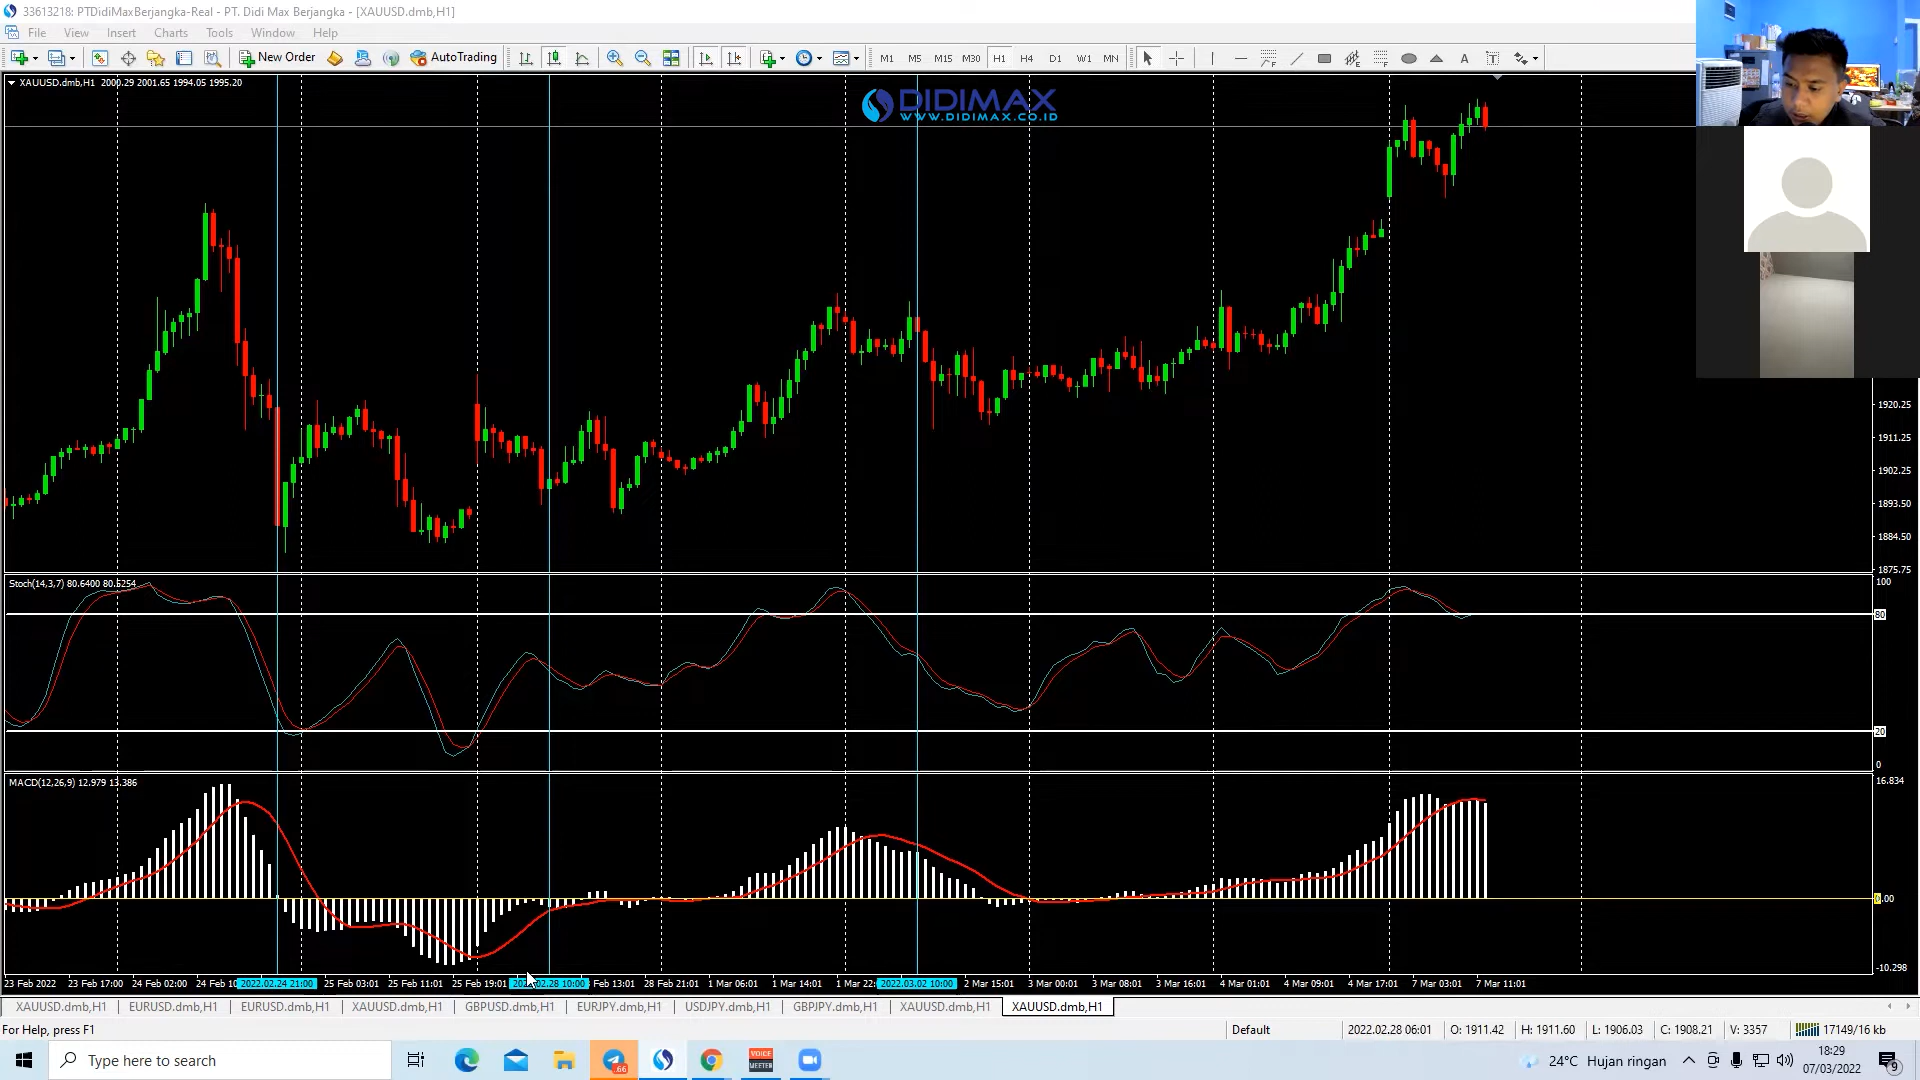 33613218: PTDidiMaxBerjangka-Real - PT. Didi Max Berjangka - [XAUUSD.dmb,H1]
File View Insert Charts Tools Window Help
New Order AutoTrading M1 M5 M15 M30 H1 H4 D1 W1 MN A T
XAUUSD.dmb,H1 2000.29 2001.65 1994.05 1995.20
DIDIMAX
WWW.DIDIMAX.CO.ID
1920.25
1911.25
1902.25
1893.50
1884.50
1875.75
Stoch(14,3,7) 80.6400 80.5254
100
80
20
0
MACD(12,26,9) 12.979 13.386
16.834
0.00
-10.298
23 Feb 2022 23 Feb 17:00 24 Feb 02:00 24 Feb 10 2022.02.24 21:00 25 Feb 03:01 25 Feb 11:01 25 Feb 19:01 02.28 10:00 Feb 13:01 28 Feb 21:01 1 Mar 06:01 1 Mar 14:01 1 Mar 22: 2022.03.02 10:00 2 Mar 15:01 3 Mar 00:01 3 Mar 08:01 3 Mar 16:01 4 Mar 01:01 4 Mar 09:01 4 Mar 17:01 7 Mar 03:01 7 Mar 11:01
XAUUSD.dmb,H1 EURUSD.dmb,H1 EURUSD.dmb,H1 XAUUSD.dmb,H1 GBPUSD.dmb,H1 EURJPY.dmb,H1 USDJPY.dmb,H1 GBPJPY.dmb,H1 XAUUSD.dmb,H1 XAUUSD.dmb,H1
For Help, press F1 Default 2022.02.28 06:01 O: 1911.42 H: 1911.60 L: 1906.03 C: 1908.21 V: 3357 17149/16 kb
Type here to search 66 VOICE MEETER 24°C Hujan ringan 18:29 07/03/2022 9